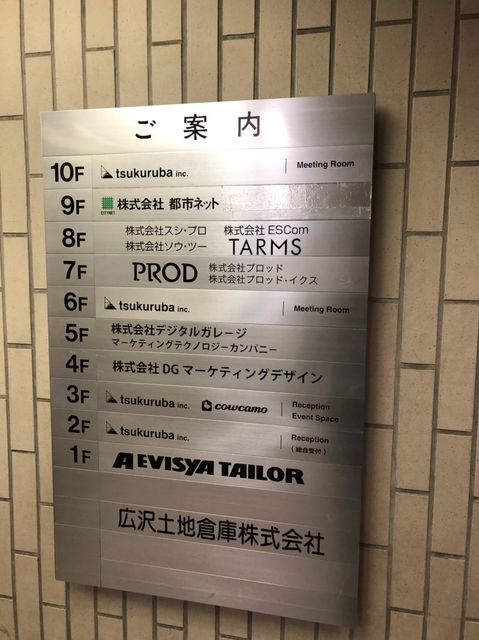 ご案内
10F tsukuruba inc. Meeting Room
9F CITYNET 株式会社 都市ネット
8F 株式会社スシ・プロ 株式会社 ESCom
株式会社ソウ・ツー TARMS
7F PROD 株式会社プロッド
株式会社プロッド・イクス
6F tsukuruba inc. Meeting Room
5F 株式会社デジタルガレージ
マーケティングテクノロジーカンパニー
4F 株式会社 DG マーケティングデザイン
3F tsukuruba inc. cowcamo Reception
Event Space
2F tsukuruba inc. Reception
(総合受付)
1F AEVISYA TAILOR
広沢土地倉庫株式会社